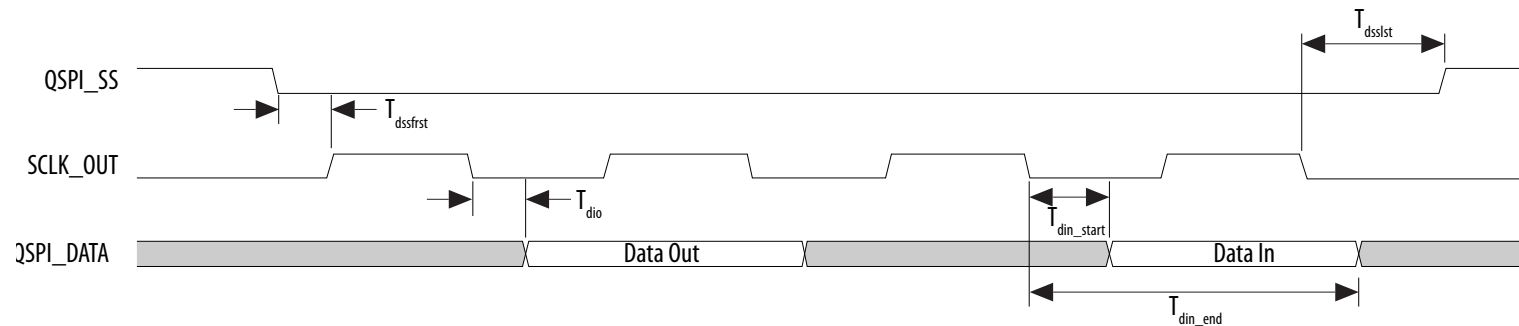 T_dsslst
QSPI_SS
T_dssfrst
SCLK_OUT
T_dio
T_din_start
QSPI_DATA
Data Out
Data In
T_din_end